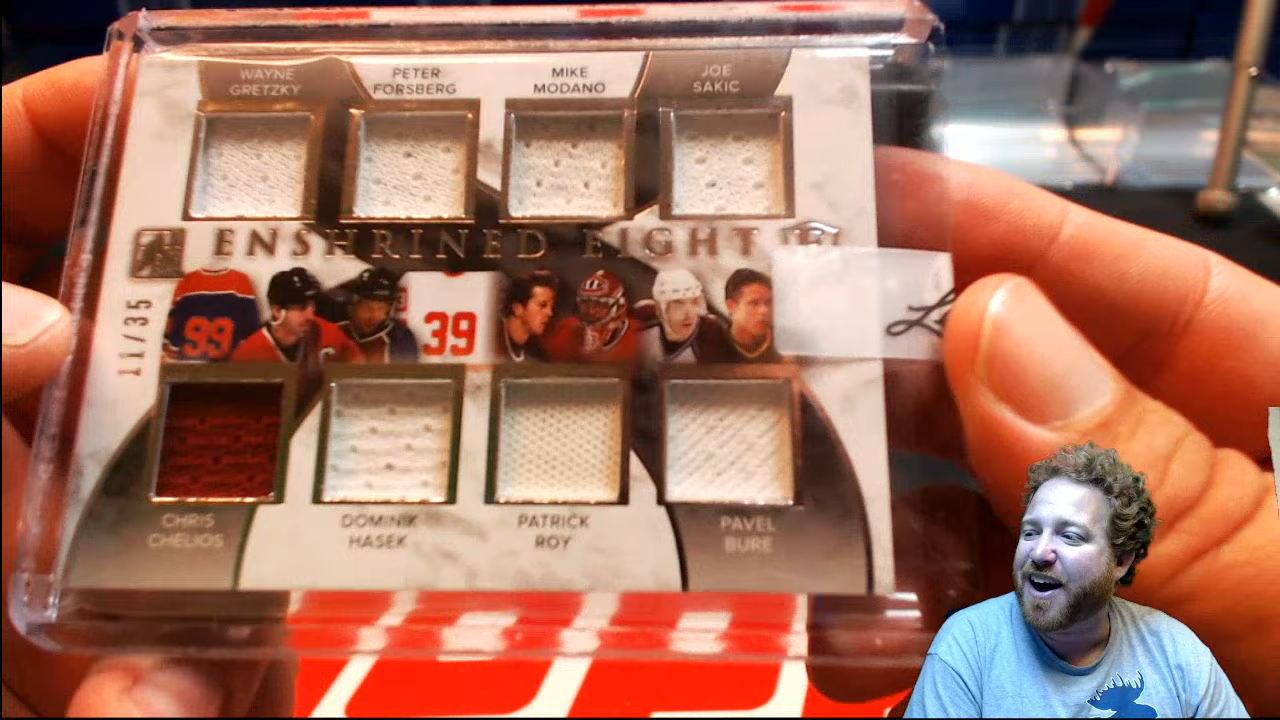 WAYNE
GRETZKY
PETER
FORSBERG
MIKE
MODANO
JOE
SAKIC
ENSHRINED EIGHT
11/35
99
39
CHRIS
CHELIOS
DOMINIK
HASEK
PATRICK
ROY
PAVEL
BURE